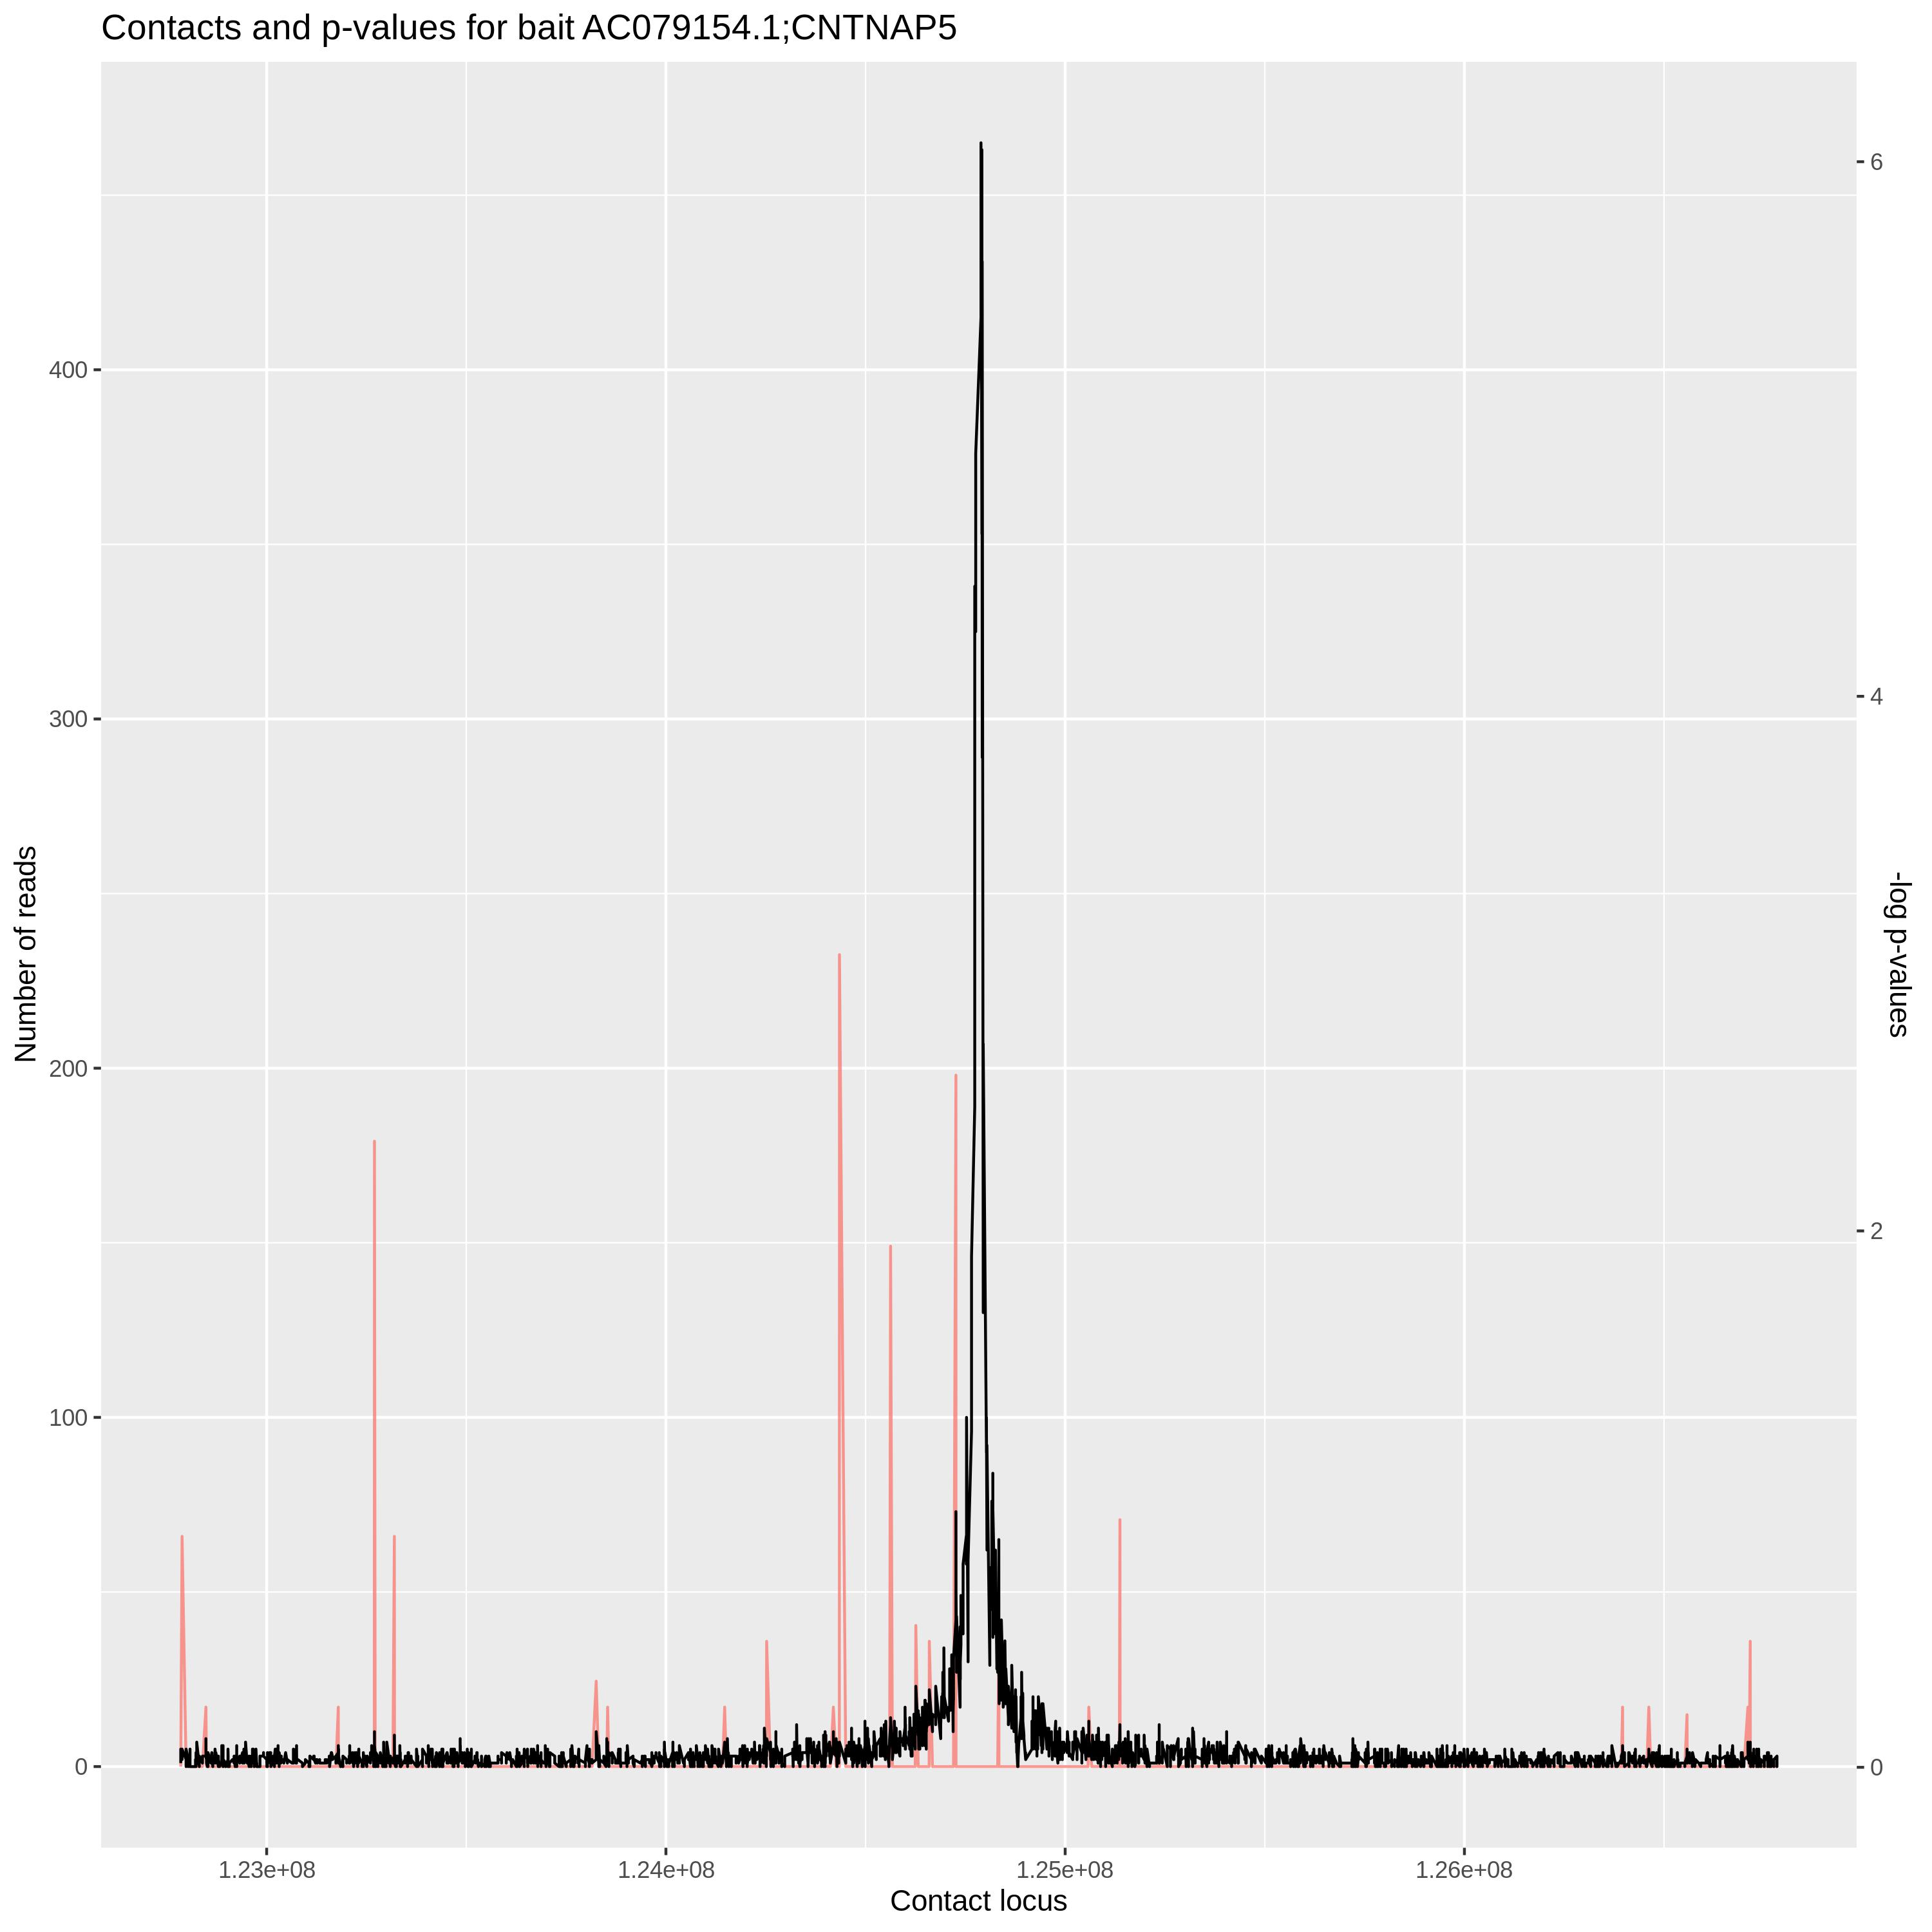 Contacts and p-values for bait AC079154.1;CNTNAP5
Number of reads
400
300
200
100
0
6
4
2
0
-log p-values
1.23e+08
1.24e+08
1.25e+08
1.26e+08
Contact locus